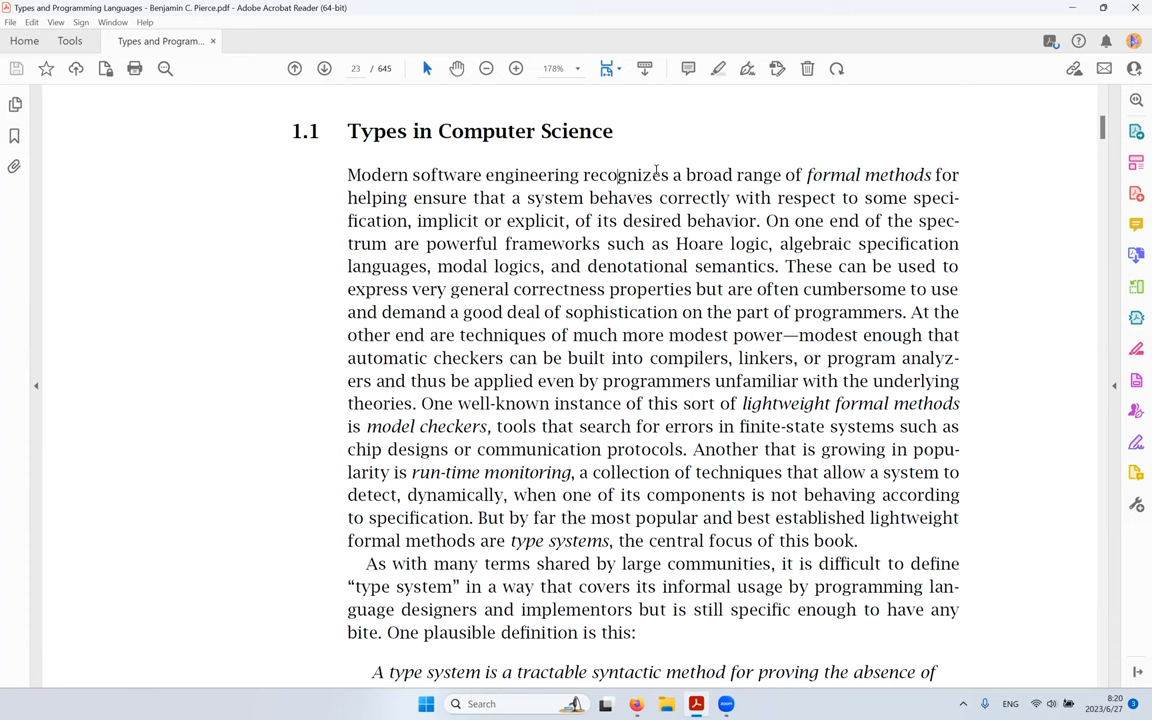 Types and Programming Languages - Benjamin C. Pierce.pdf - Adobe Acrobat Reader (64-bit)
File Edit View Sign Window Help
Home Tools Types and Program... ×
23 / 645 178%
1.1 Types in Computer Science
Modern software engineering recognizes a broad range of formal methods for
helping ensure that a system behaves correctly with respect to some speci-
fication, implicit or explicit, of its desired behavior. On one end of the spec-
trum are powerful frameworks such as Hoare logic, algebraic specification
languages, modal logics, and denotational semantics. These can be used to
express very general correctness properties but are often cumbersome to use
and demand a good deal of sophistication on the part of programmers. At the
other end are techniques of much more modest power—modest enough that
automatic checkers can be built into compilers, linkers, or program analyz-
ers and thus be applied even by programmers unfamiliar with the underlying
theories. One well-known instance of this sort of lightweight formal methods
is model checkers, tools that search for errors in finite-state systems such as
chip designs or communication protocols. Another that is growing in popu-
larity is run-time monitoring, a collection of techniques that allow a system to
detect, dynamically, when one of its components is not behaving according
to specification. But by far the most popular and best established lightweight
formal methods are type systems, the central focus of this book.
As with many terms shared by large communities, it is difficult to define
“type system” in a way that covers its informal usage by programming lan-
guage designers and implementors but is still specific enough to have any
bite. One plausible definition is this:
A type system is a tractable syntactic method for proving the absence of
Search
zoom
ENG
8:20
2023/6/27
3